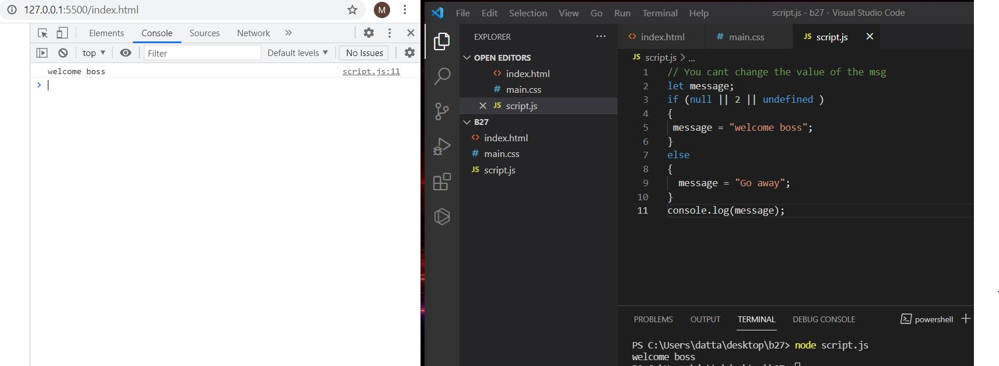 127.0.0.1:5500/index.html
M
Elements Console Sources Network »
top ▼ Filter Default levels ▼ No Issues
welcome boss script.js:11
>
File Edit Selection View Go Run Terminal Help script.js - b27 - Visual Studio Code
EXPLORER ...
OPEN EDITORS
<> index.html
# main.css
JS script.js
B27
<> index.html
# main.css
JS script.js
<> index.html # main.css JS script.js
JS script.js > ...
1 // You cant change the value of the msg
2 let message;
3 if (null || 2 || undefined )
4 {
5 message = "welcome boss";
6 }
7 else
8 {
9 message = "Go away";
10 }
11 console.log(message);
PROBLEMS OUTPUT TERMINAL DEBUG CONSOLE powershell
PS C:\Users\datta\desktop\b27> node script.js
welcome boss